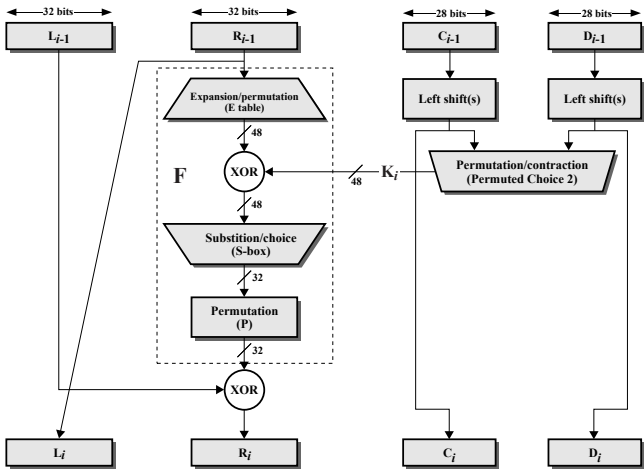 32 bits
32 bits
28 bits
28 bits
Li-1
Ri-1
Ci-1
Di-1
Expansion/permutation
(E table)
Left shift(s)
Left shift(s)
48
F
XOR
48
Ki
Permutation/contraction
(Permuted Choice 2)
48
Substition/choice
(S-box)
32
Permutation
(P)
32
XOR
Li
Ri
Ci
Di